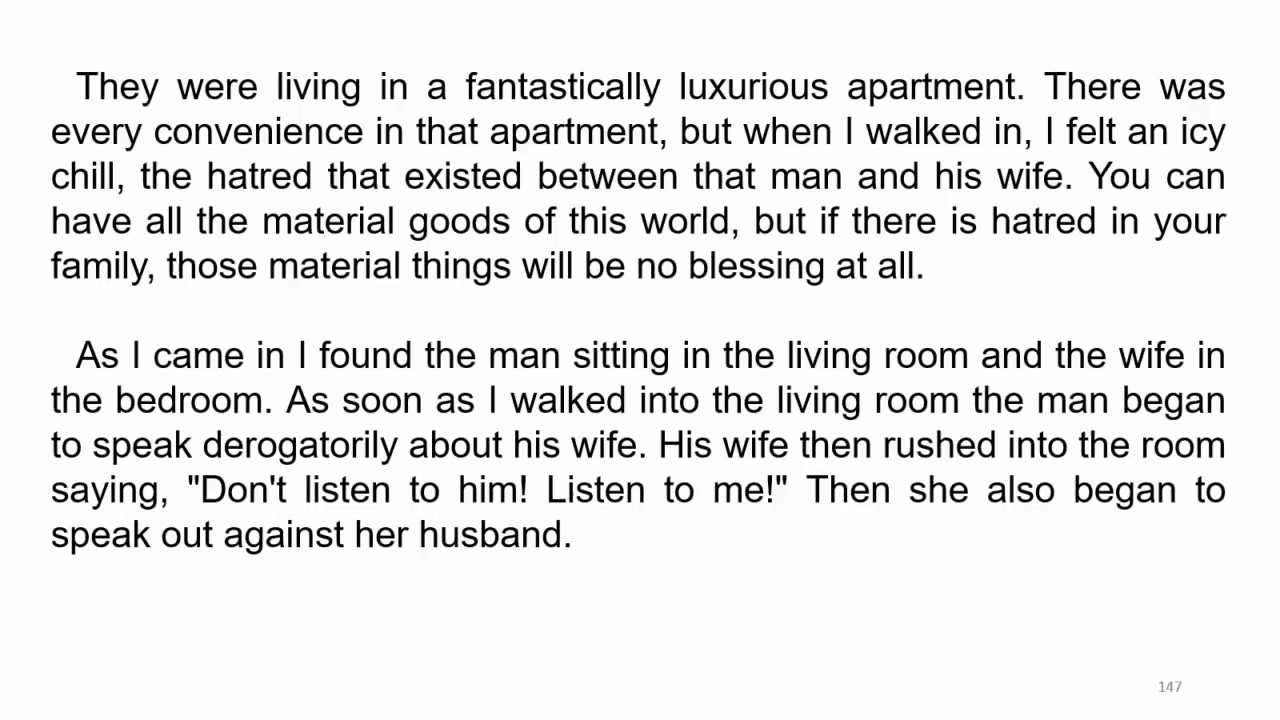 They were living in a fantastically luxurious apartment. There was
every convenience in that apartment, but when I walked in, I felt an icy
chill, the hatred that existed between that man and his wife. You can
have all the material goods of this world, but if there is hatred in your
family, those material things will be no blessing at all.
As I came in I found the man sitting in the living room and the wife in
the bedroom. As soon as I walked into the living room the man began
to speak derogatorily about his wife. His wife then rushed into the room
saying, "Don't listen to him! Listen to me!" Then she also began to
speak out against her husband.
147